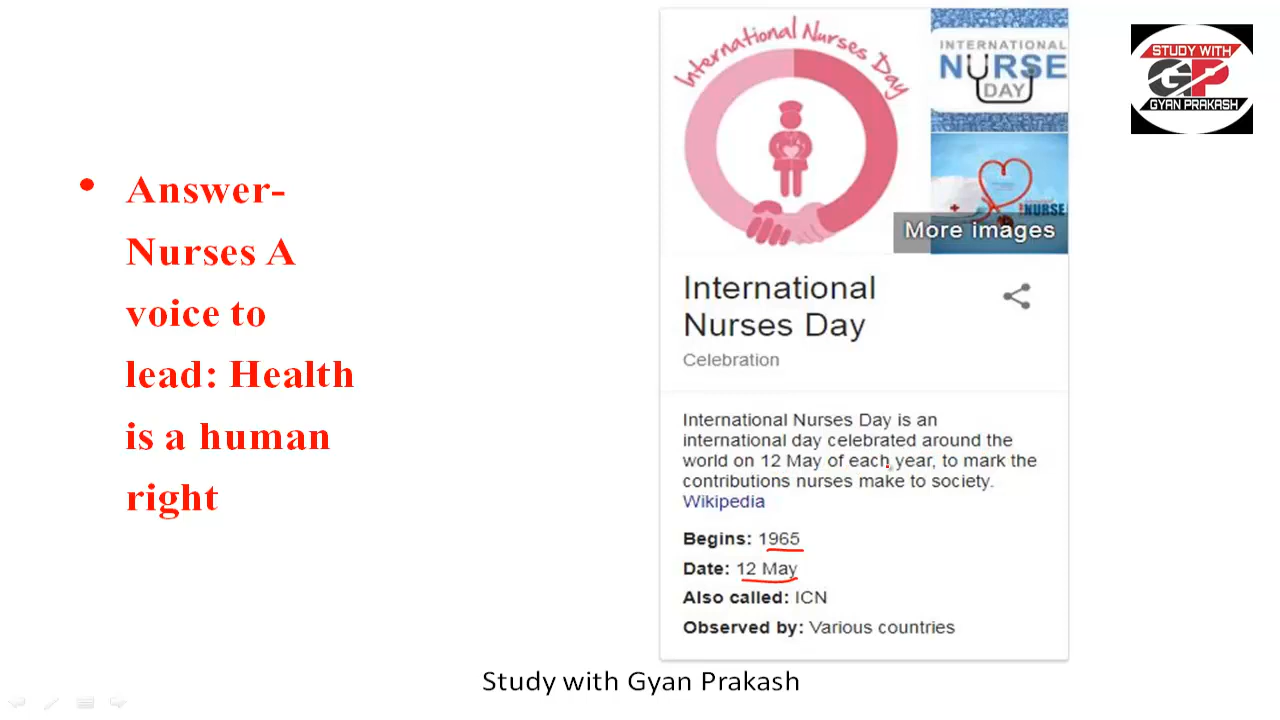 • Answer-
Nurses A
voice to
lead: Health
is a human
right
International Nurses Day
INTERNATIONAL
NURSE
DAY
NURSE
More images
International
Nurses Day
Celebration
International Nurses Day is an
international day celebrated around the
world on 12 May of each year, to mark the
contributions nurses make to society.
Wikipedia
Begins: 1965
Date: 12 May
Also called: ICN
Observed by: Various countries
STUDY WITH
GP
GYAN PRAKASH
Study with Gyan Prakash